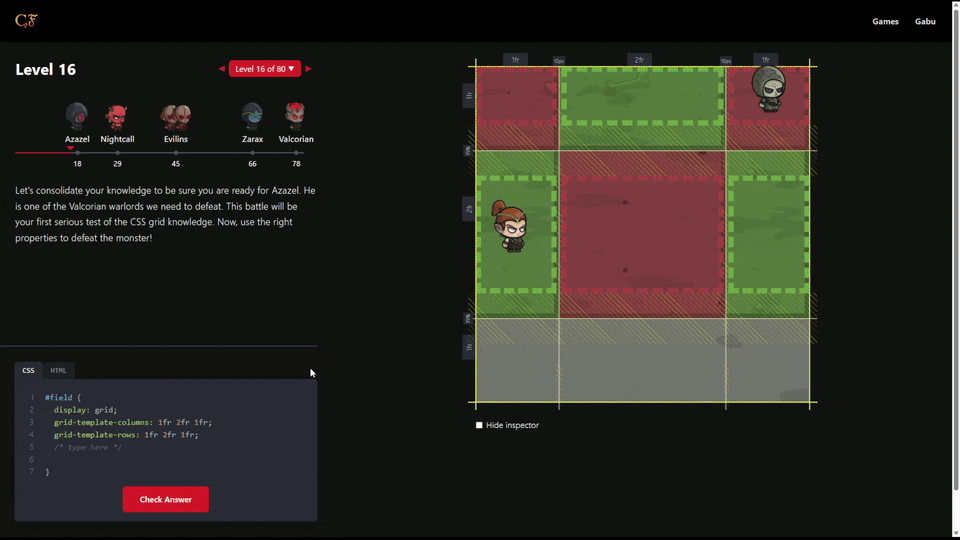 CF
Games
Gabu
Level 16
Level 16 of 80 ▼
Azazel
Nightcall
Evilins
Zarax
Valcorian
18
29
45
66
78
Let's consolidate your knowledge to be sure you are ready for Azazel. He
is one of the Valcorian warlords we need to defeat. This battle will be
your first serious test of the CSS grid knowledge. Now, use the right
properties to defeat the monster!
CSS
HTML
1 #field {
2 display: grid;
3 grid-template-columns: 1fr 2fr 1fr;
4 grid-template-rows: 1fr 2fr 1fr;
5 /* type here */
6
7 }
Check Answer
1fr
10px
2fr
10px
1fr
1fr
15%
2fr
15%
1fr
Hide inspector